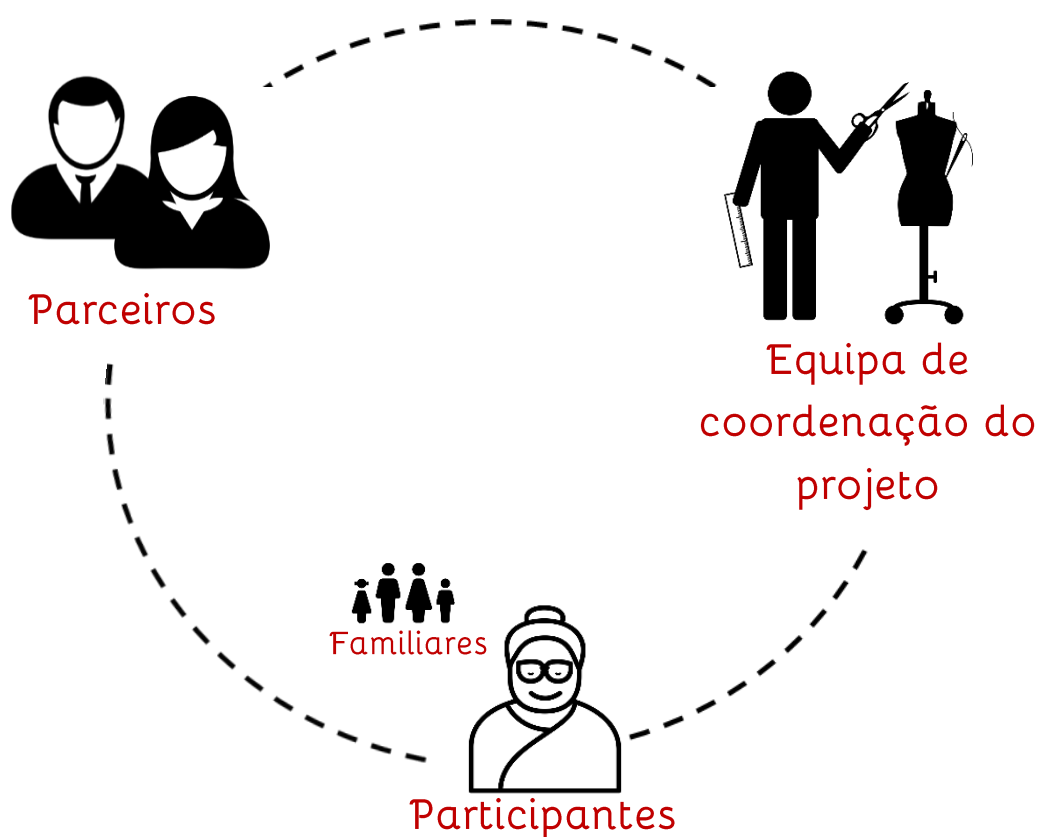 Parceiros
Equipa de
coordenação do
projeto
Familiares
Participantes